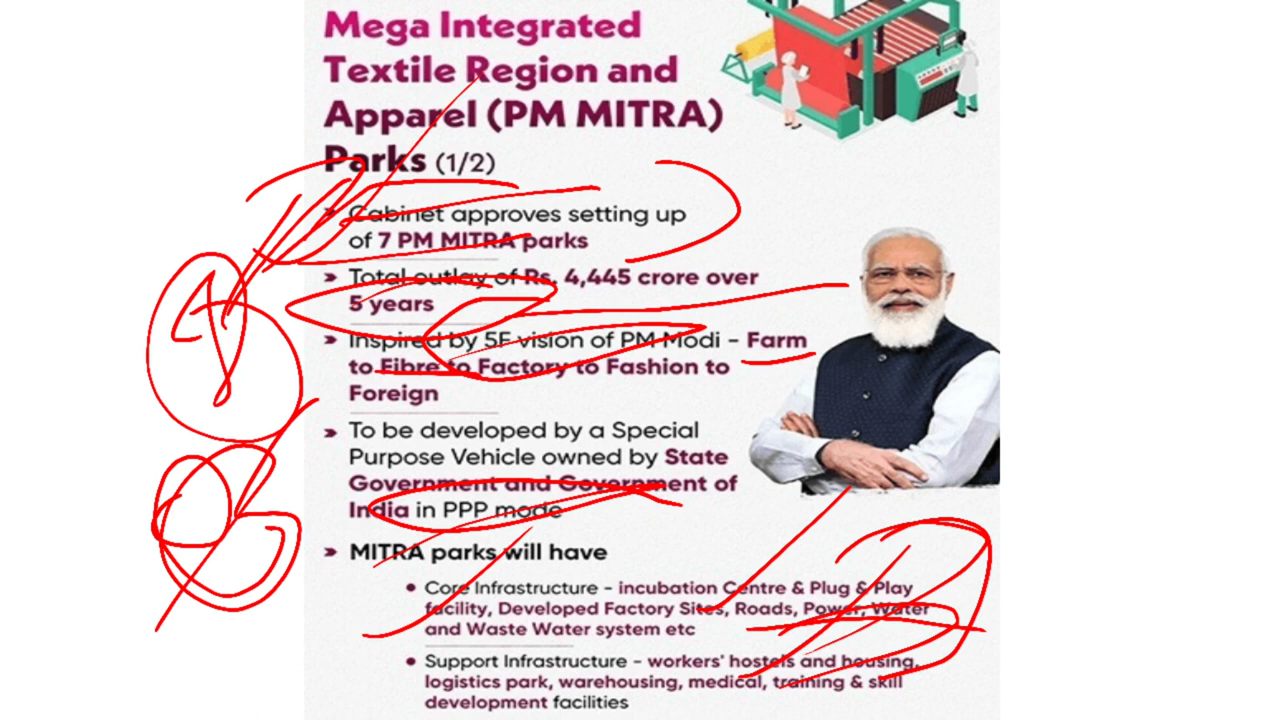 Mega Integrated
Textile Region and
Apparel (PM MITRA)
Parks (1/2)
Cabinet approves setting up
of 7 PM MITRA parks
Total outlay of Rs. 4,445 crore over
5 years
Inspired by 5F vision of PM Modi - Farm
to Fibre to Factory to Fashion to
Foreign
To be developed by a Special
Purpose Vehicle owned by State
Government and Government of
India in PPP mode
MITRA parks will have
Core Infrastructure - incubation Centre & Plug & Play
facility, Developed Factory Sites, Roads, Power, Water
and Waste Water system etc
Support Infrastructure - workers' hostels and housing,
logistics park, warehousing, medical, training & skill
development facilities